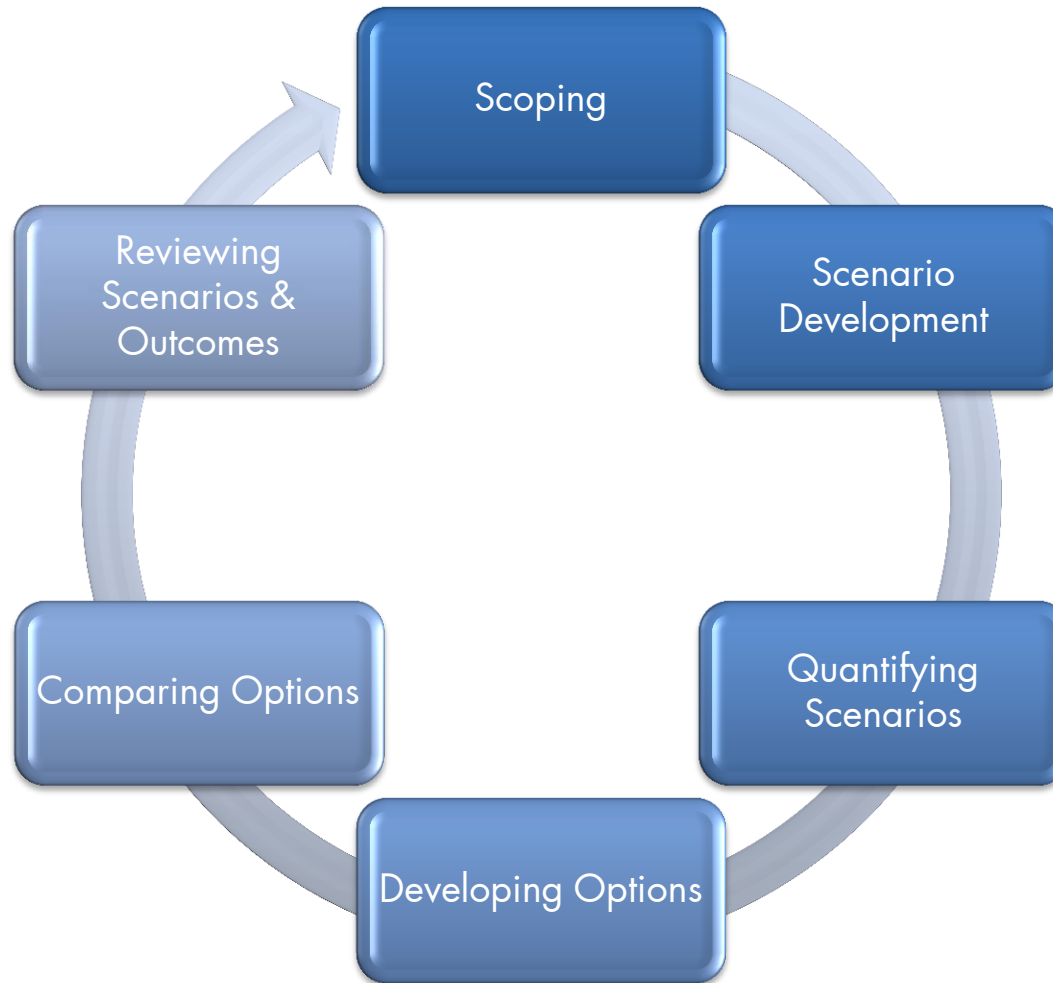 Scoping
Scenario
Development
Quantifying
Scenarios
Developing Options
Comparing Options
Reviewing
Scenarios &
Outcomes